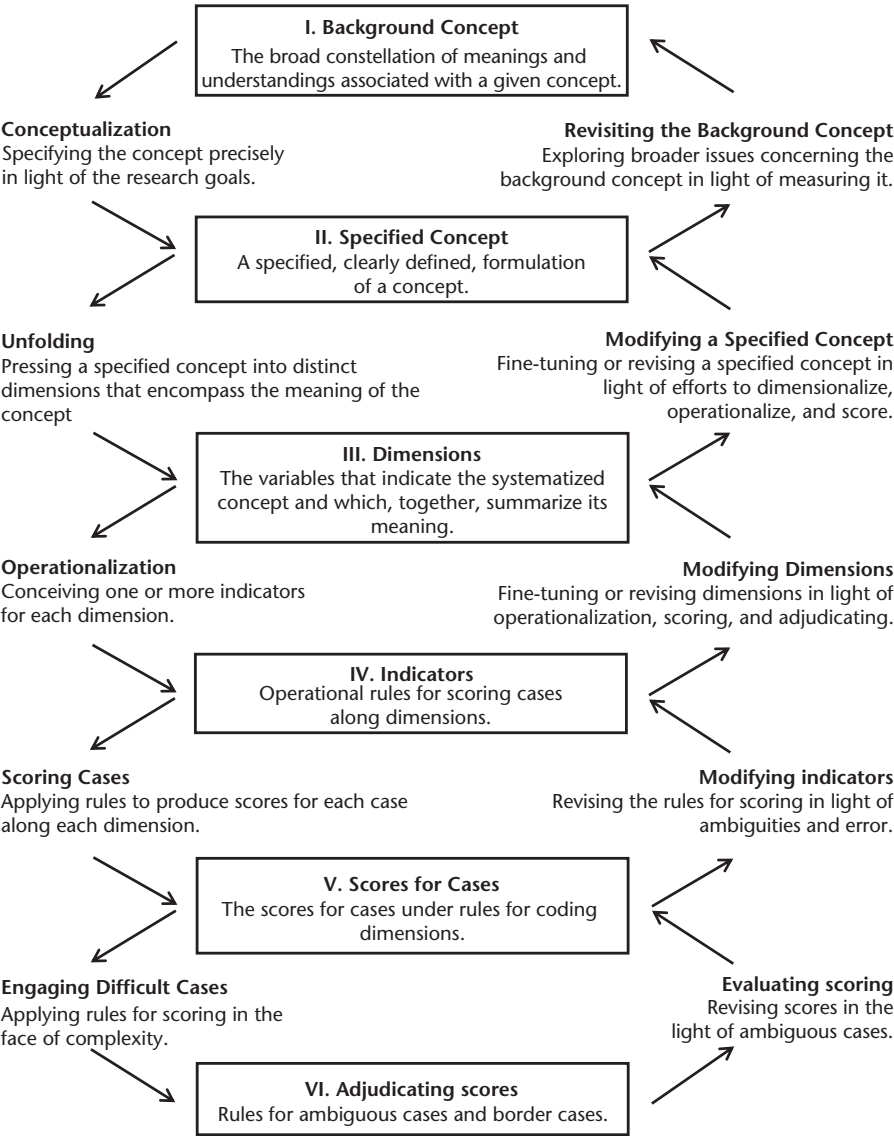 I. Background Concept
The broad constellation of meanings and
understandings associated with a given concept.
Conceptualization
Specifying the concept precisely
in light of the research goals.
Revisiting the Background Concept
Exploring broader issues concerning the
background concept in light of measuring it.
II. Specified Concept
A specified, clearly defined, formulation
of a concept.
Unfolding
Pressing a specified concept into distinct
dimensions that encompass the meaning of the
concept
Modifying a Specified Concept
Fine-tuning or revising a specified concept in
light of efforts to dimensionalize,
operationalize, and score.
III. Dimensions
The variables that indicate the systematized
concept and which, together, summarize its
meaning.
Operationalization
Conceiving one or more indicators
for each dimension.
Modifying Dimensions
Fine-tuning or revising dimensions in light of
operationalization, scoring, and adjudicating.
IV. Indicators
Operational rules for scoring cases
along dimensions.
Scoring Cases
Applying rules to produce scores for each case
along each dimension.
Modifying indicators
Revising the rules for scoring in light of
ambiguities and error.
V. Scores for Cases
The scores for cases under rules for coding
dimensions.
Engaging Difficult Cases
Applying rules for scoring in the
face of complexity.
Evaluating scoring
Revising scores in the
light of ambiguous cases.
VI. Adjudicating scores
Rules for ambiguous cases and border cases.